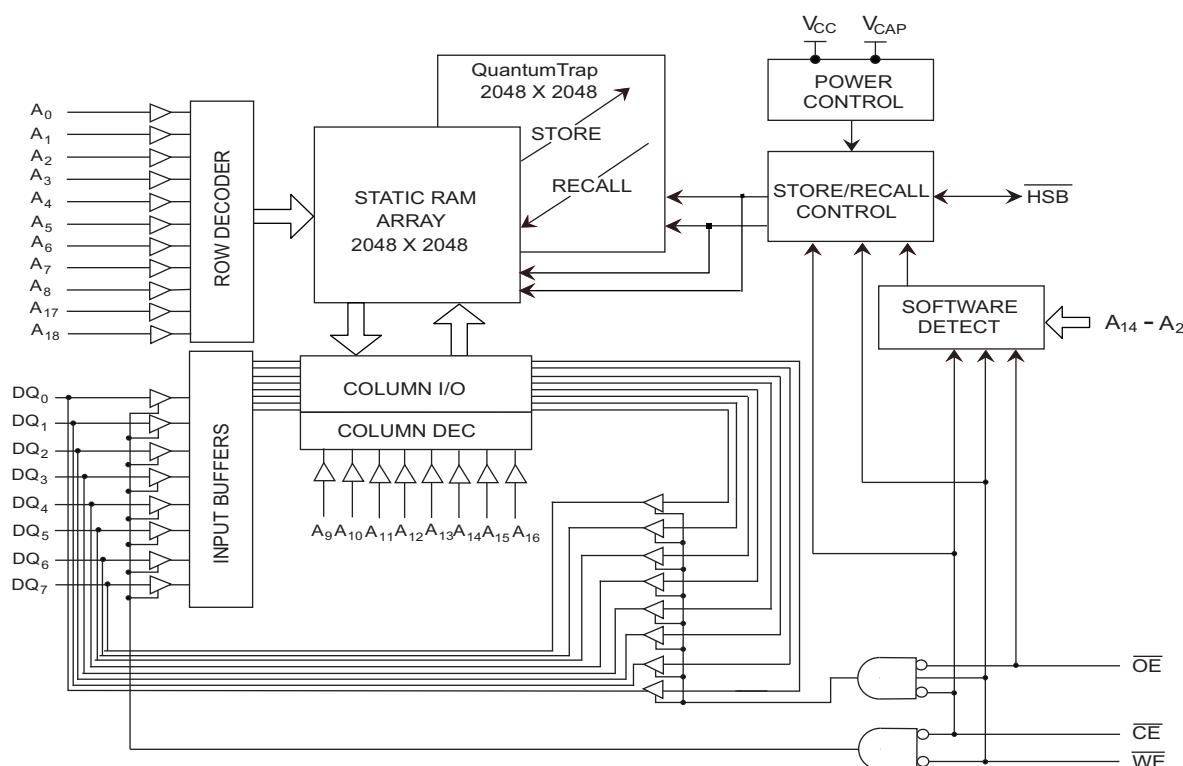 V_CC V_CAP
POWER
CONTROL
QuantumTrap
2048 X 2048
STORE
RECALL
STATIC RAM
ARRAY
2048 X 2048
STORE/RECALL
CONTROL
HSB
SOFTWARE
DETECT
A14 – A2
A0
A1
A2
A3
A4
A5
A6
A7
A8
A17
A18
ROW DECODER
COLUMN I/O
COLUMN DEC
A9 A10 A11 A12 A13 A14 A15 A16
DQ0
DQ1
DQ2
DQ3
DQ4
DQ5
DQ6
DQ7
INPUT BUFFERS
OE
CE
WE